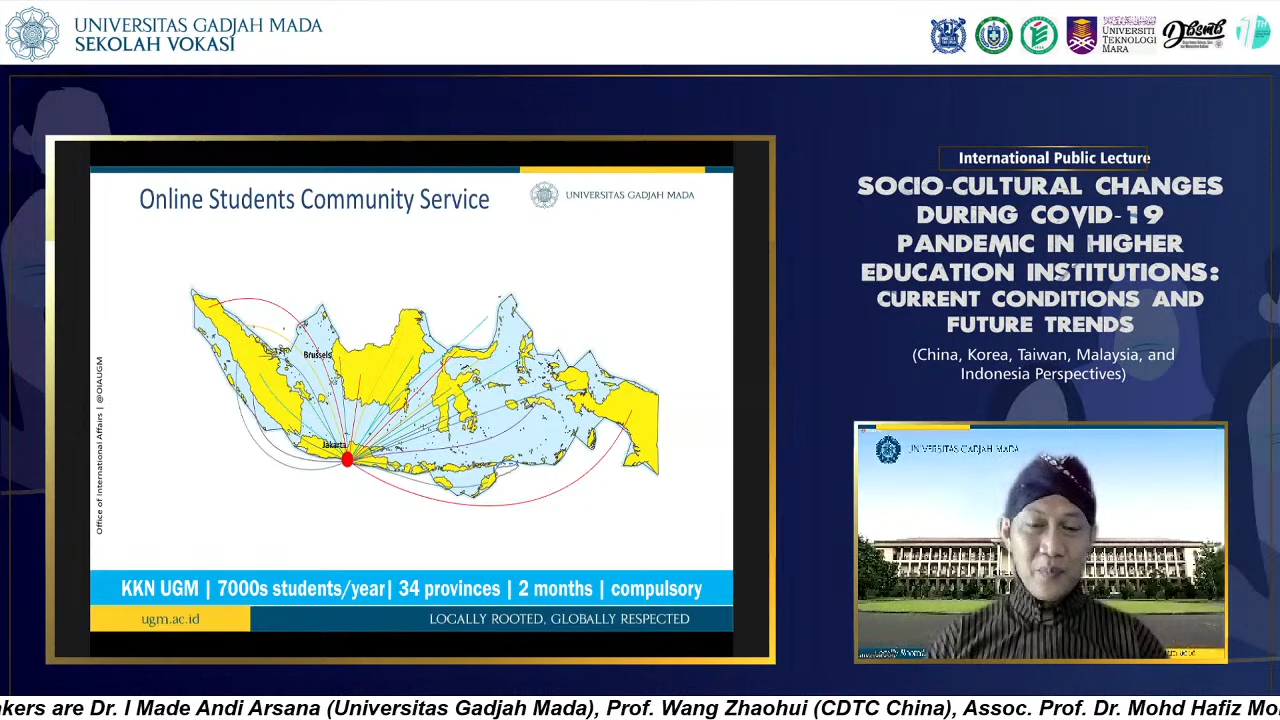 UNIVERSITAS GADJAH MADA
SEKOLAH VOKASI
UNIVERSITI
TEKNOLOGI
MARA
DBSMB
Online Students Community Service
UNIVERSITAS GADJAH MADA
Brussels
Jakarta
Office of International Affairs | @OIAUGM
KKN UGM | 7000s students/year| 34 provinces | 2 months | compulsory
ugm.ac.id
LOCALLY ROOTED, GLOBALLY RESPECTED
International Public Lecture
SOCIO-CULTURAL CHANGES
DURING COVID-19
PANDEMIC IN HIGHER
EDUCATION INSTITUTIONS:
CURRENT CONDITIONS AND
FUTURE TRENDS
(China, Korea, Taiwan, Malaysia, and
Indonesia Perspectives)
UNIVERSITAS GADJAH MADA
akers are Dr. I Made Andi Arsana (Universitas Gadjah Mada), Prof. Wang Zhaohui (CDTC China), Assoc. Prof. Dr. Mohd Hafiz Mo